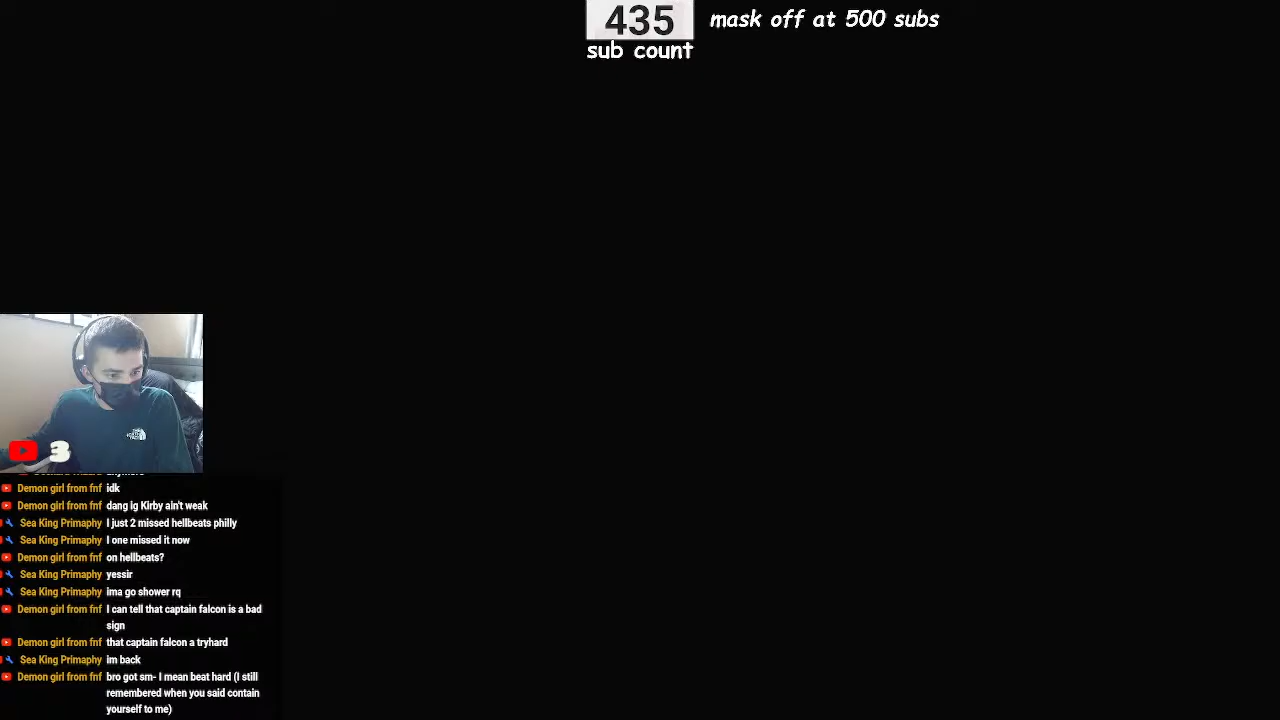 435
mask off at 500 subs
sub count
THE NORTH FACE
3
Demon girl from fnf idk
Demon girl from fnf dang ig Kirby ain't weak
Sea King Primaphy I just 2 missed hellbeats philly
Sea King Primaphy I one missed it now
Demon girl from fnf on hellbeats?
Sea King Primaphy yessir
Sea King Primaphy ima go shower rq
Demon girl from fnf I can tell that captain falcon is a bad
sign
Demon girl from fnf that captain falcon a tryhard
Sea King Primaphy im back
Demon girl from fnf bro got sm- I mean beat hard (I still
remembered when you said contain
yourself to me)